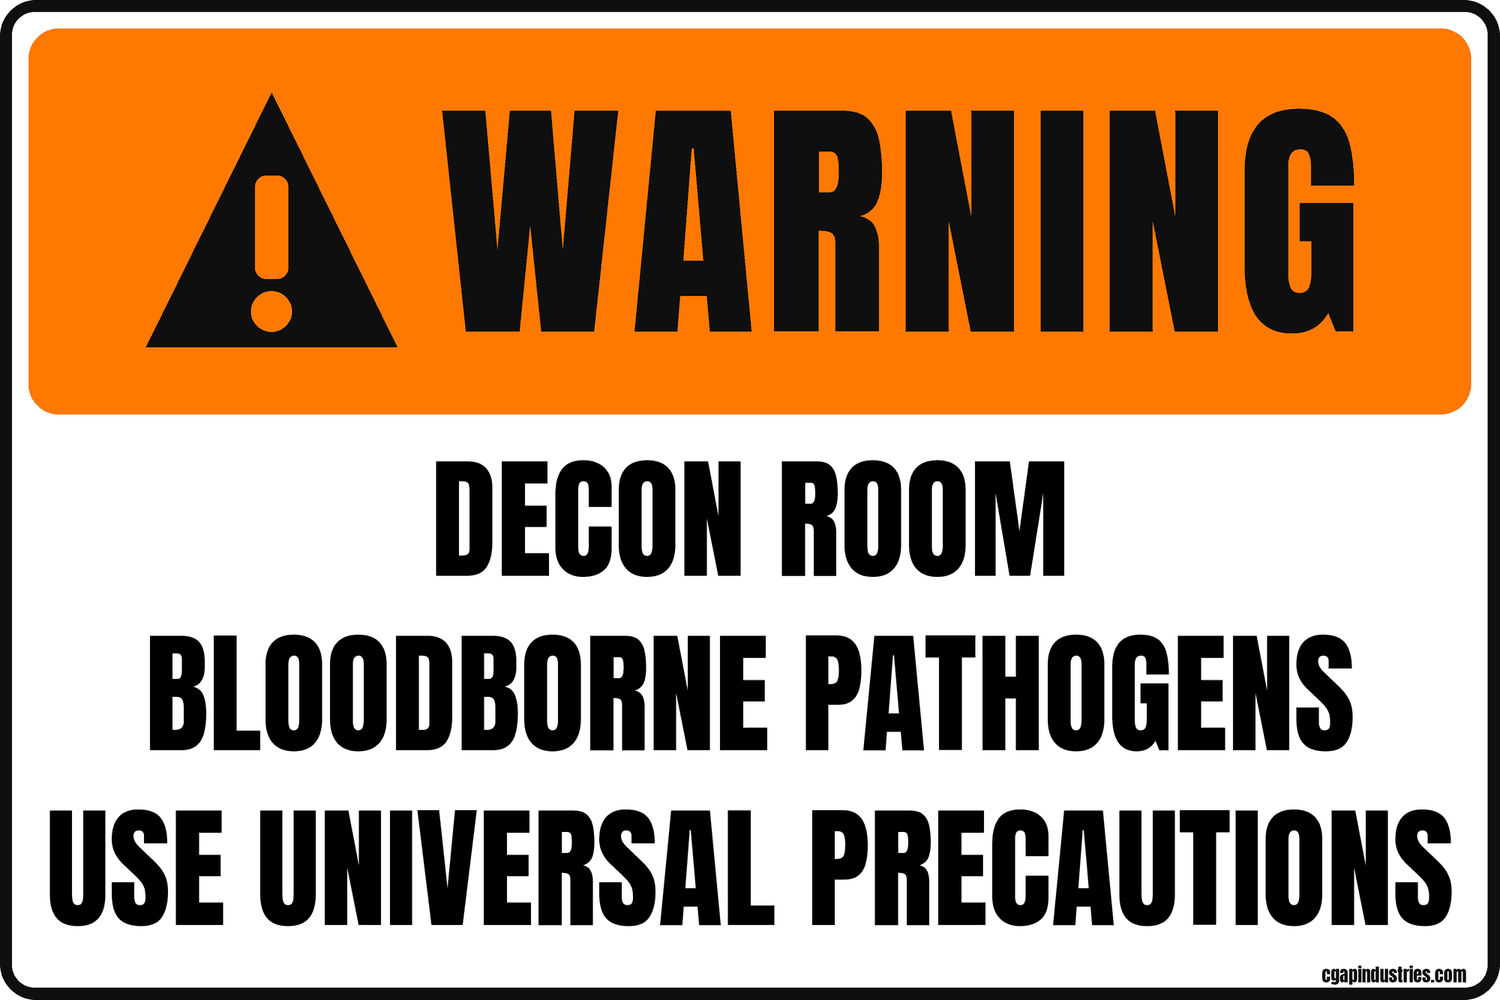 WARNING
DECON ROOM
BLOODBORNE PATHOGENS
USE UNIVERSAL PRECAUTIONS
cgapindustries.com